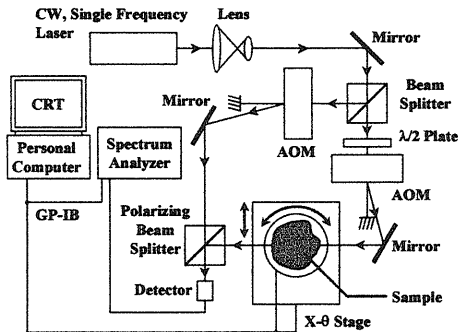 CW, Single Frequency
Laser
Lens
Mirror
Mirror
Beam
Splitter
CRT
Personal
Computer
Spectrum
Analyzer
AOM
λ/2 Plate
AOM
GP-IB
Polarizing
Beam
Splitter
Mirror
Detector
Sample
X-θ Stage